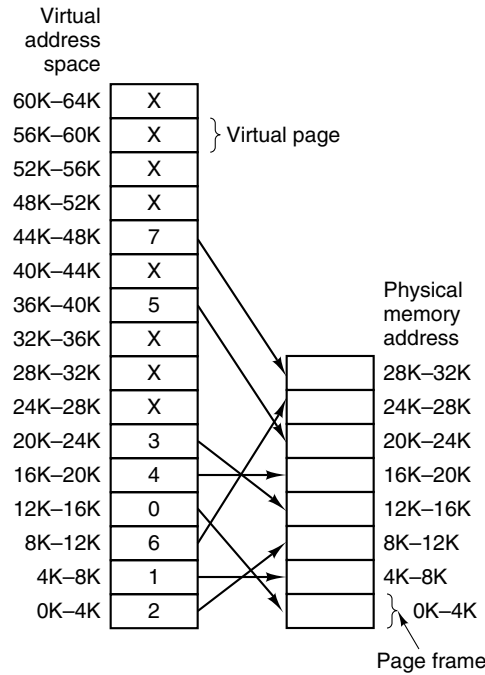 Virtual
address
space
60K–64K X
56K–60K X Virtual page
52K–56K X
48K–52K X
44K–48K 7
40K–44K X
36K–40K 5
32K–36K X
28K–32K X
24K–28K X
20K–24K 3
16K–20K 4
12K–16K 0
8K–12K 6
4K–8K 1
0K–4K 2
Physical
memory
address
28K–32K
24K–28K
20K–24K
16K–20K
12K–16K
8K–12K
4K–8K
0K–4K
Page frame